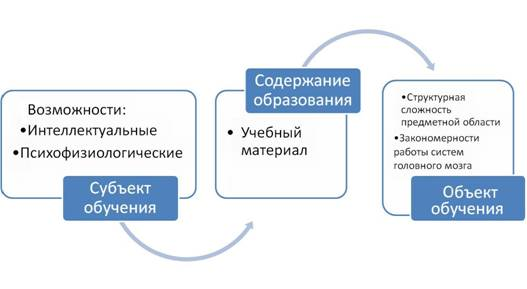 Возможности:
•Интеллектуальные
•Психофизиологические
Субъект
обучения
Содержание
образования
• Учебный
материал
•Структурная
сложность
предметной области
•Закономерности
работы систем
головного мозга
Объект
обучения